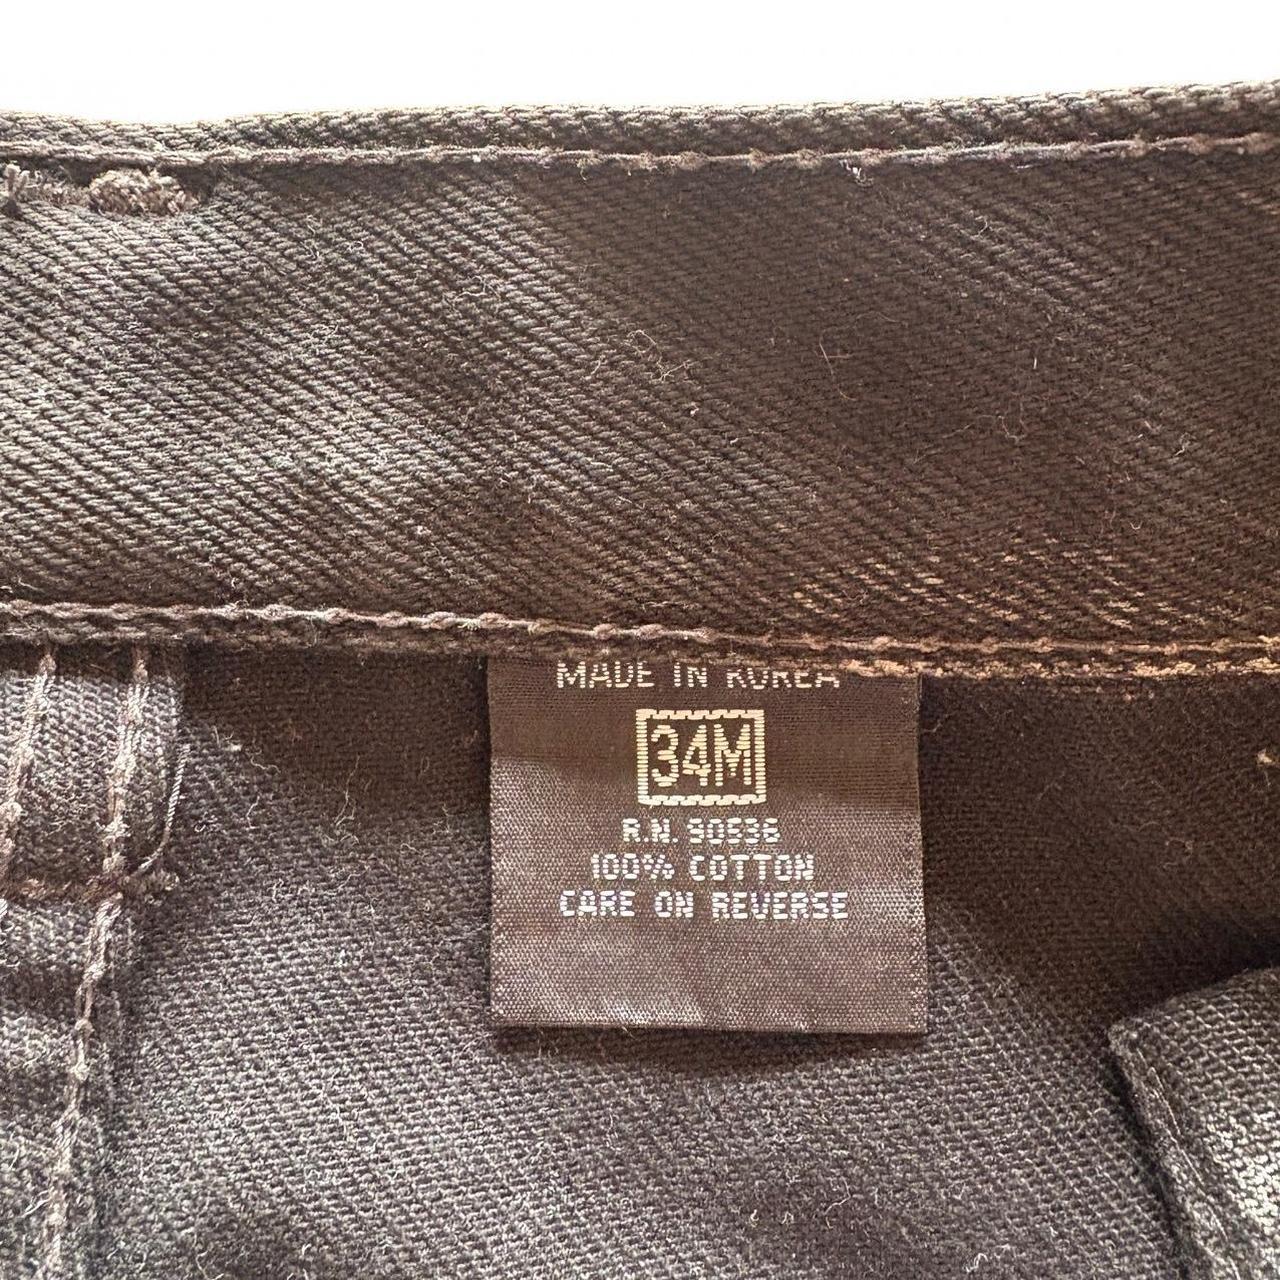 MADE IN KOREA
34M
R.N. 90536
100% COTTON
CARE ON REVERSE